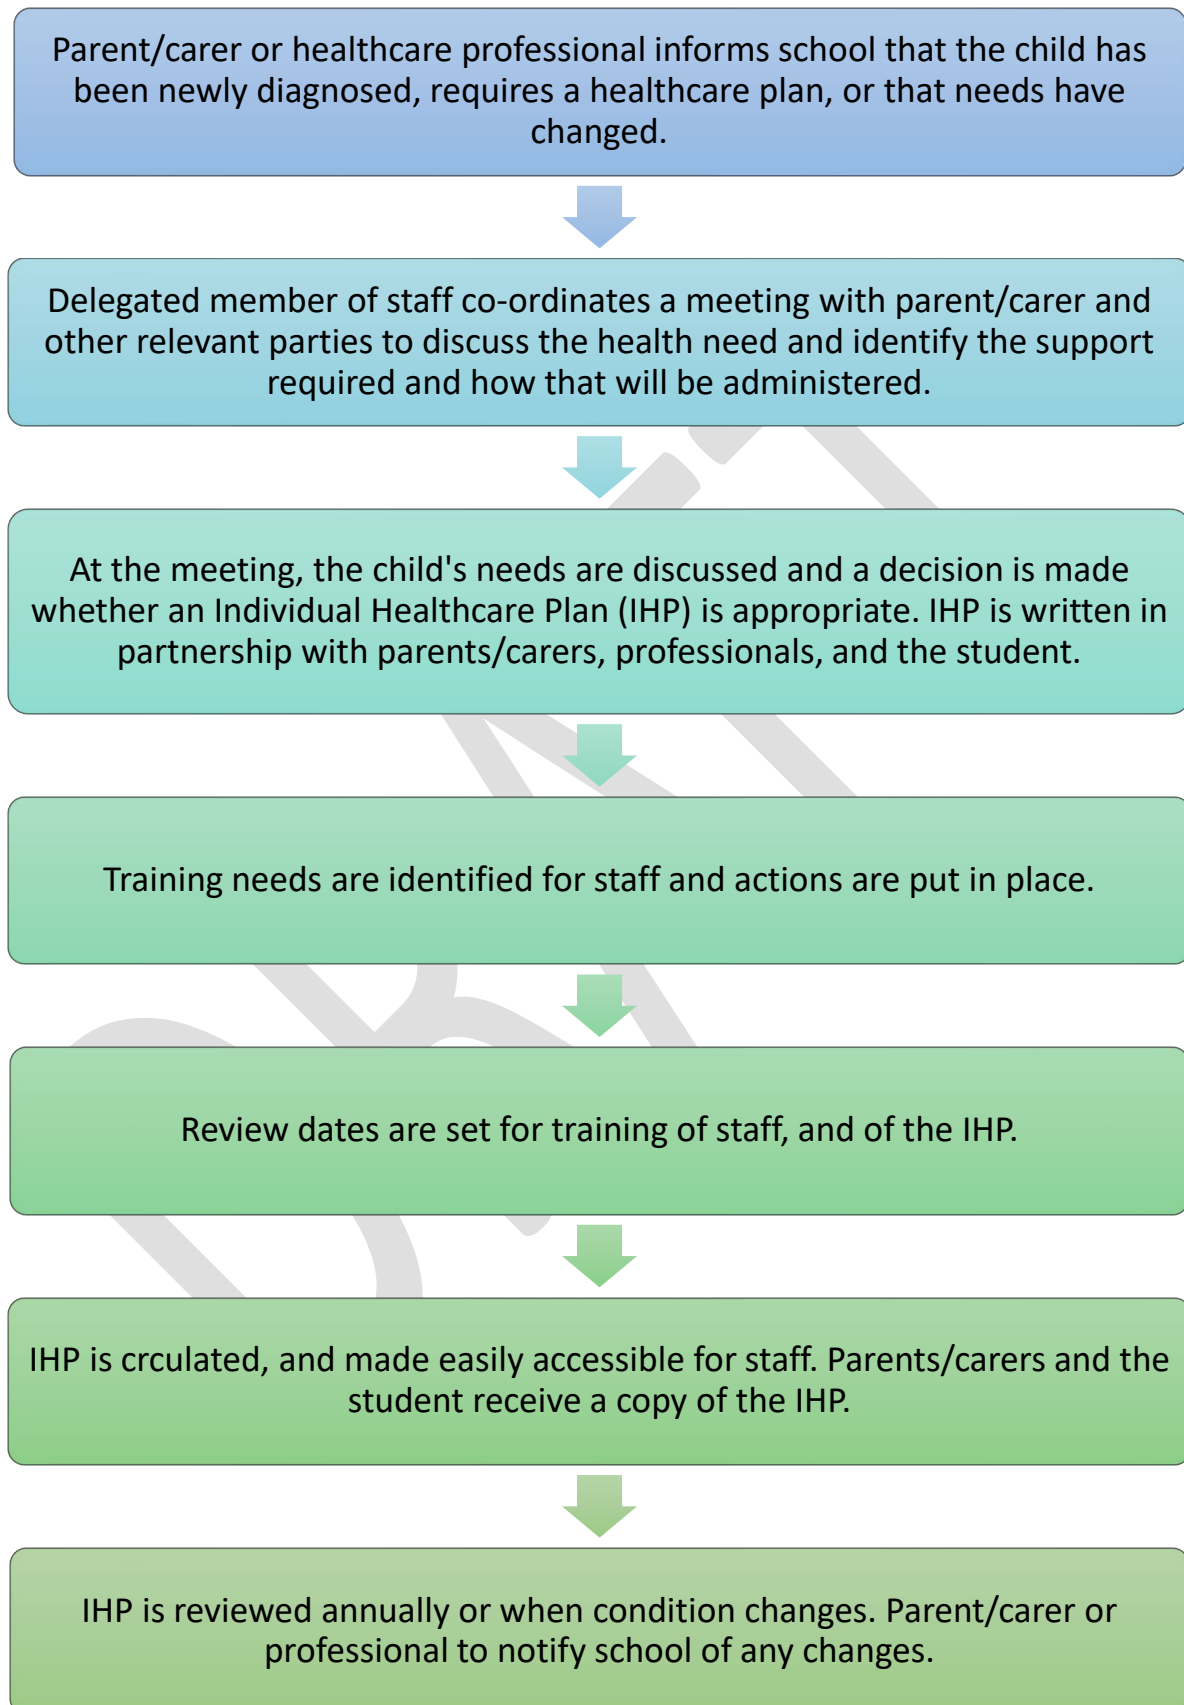 Parent/carer or healthcare professional informs school that the child has
been newly diagnosed, requires a healthcare plan, or that needs have
changed.
Delegated member of staff co-ordinates a meeting with parent/carer and
other relevant parties to discuss the health need and identify the support
required and how that will be administered.
At the meeting, the child's needs are discussed and a decision is made
whether an Individual Healthcare Plan (IHP) is appropriate. IHP is written in
partnership with parents/carers, professionals, and the student.
Training needs are identified for staff and actions are put in place.
Review dates are set for training of staff, and of the IHP.
IHP is crculated, and made easily accessible for staff. Parents/carers and the
student receive a copy of the IHP.
IHP is reviewed annually or when condition changes. Parent/carer or
professional to notify school of any changes.
DRAFT